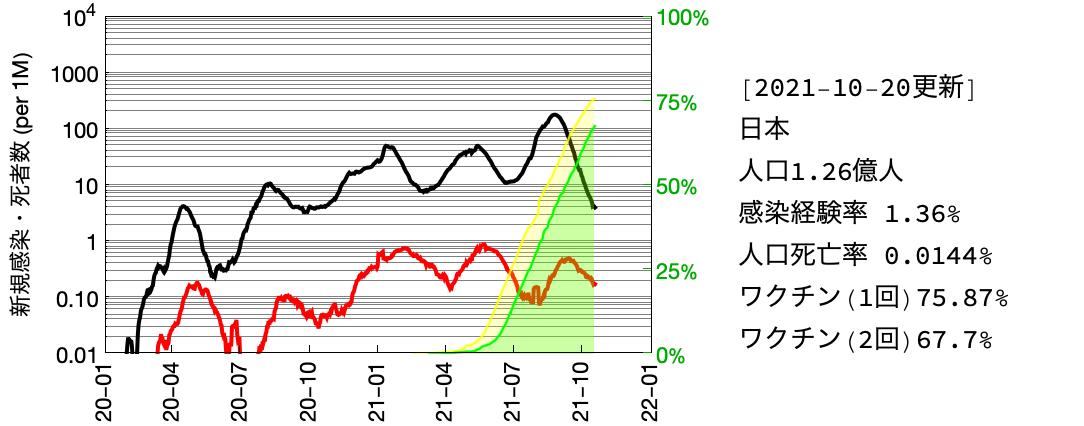 新規感染・死者数 (per 1M)
10^4
1000
100
10
1
0.10
0.01
100%
75%
50%
25%
0%
20-01
20-04
20-07
20-10
21-01
21-04
21-07
21-10
22-01
[2021-10-20更新]
日本
人口1.26億人
感染経験率 1.36%
人口死亡率 0.0144%
ワクチン(1回)75.87%
ワクチン(2回)67.7%